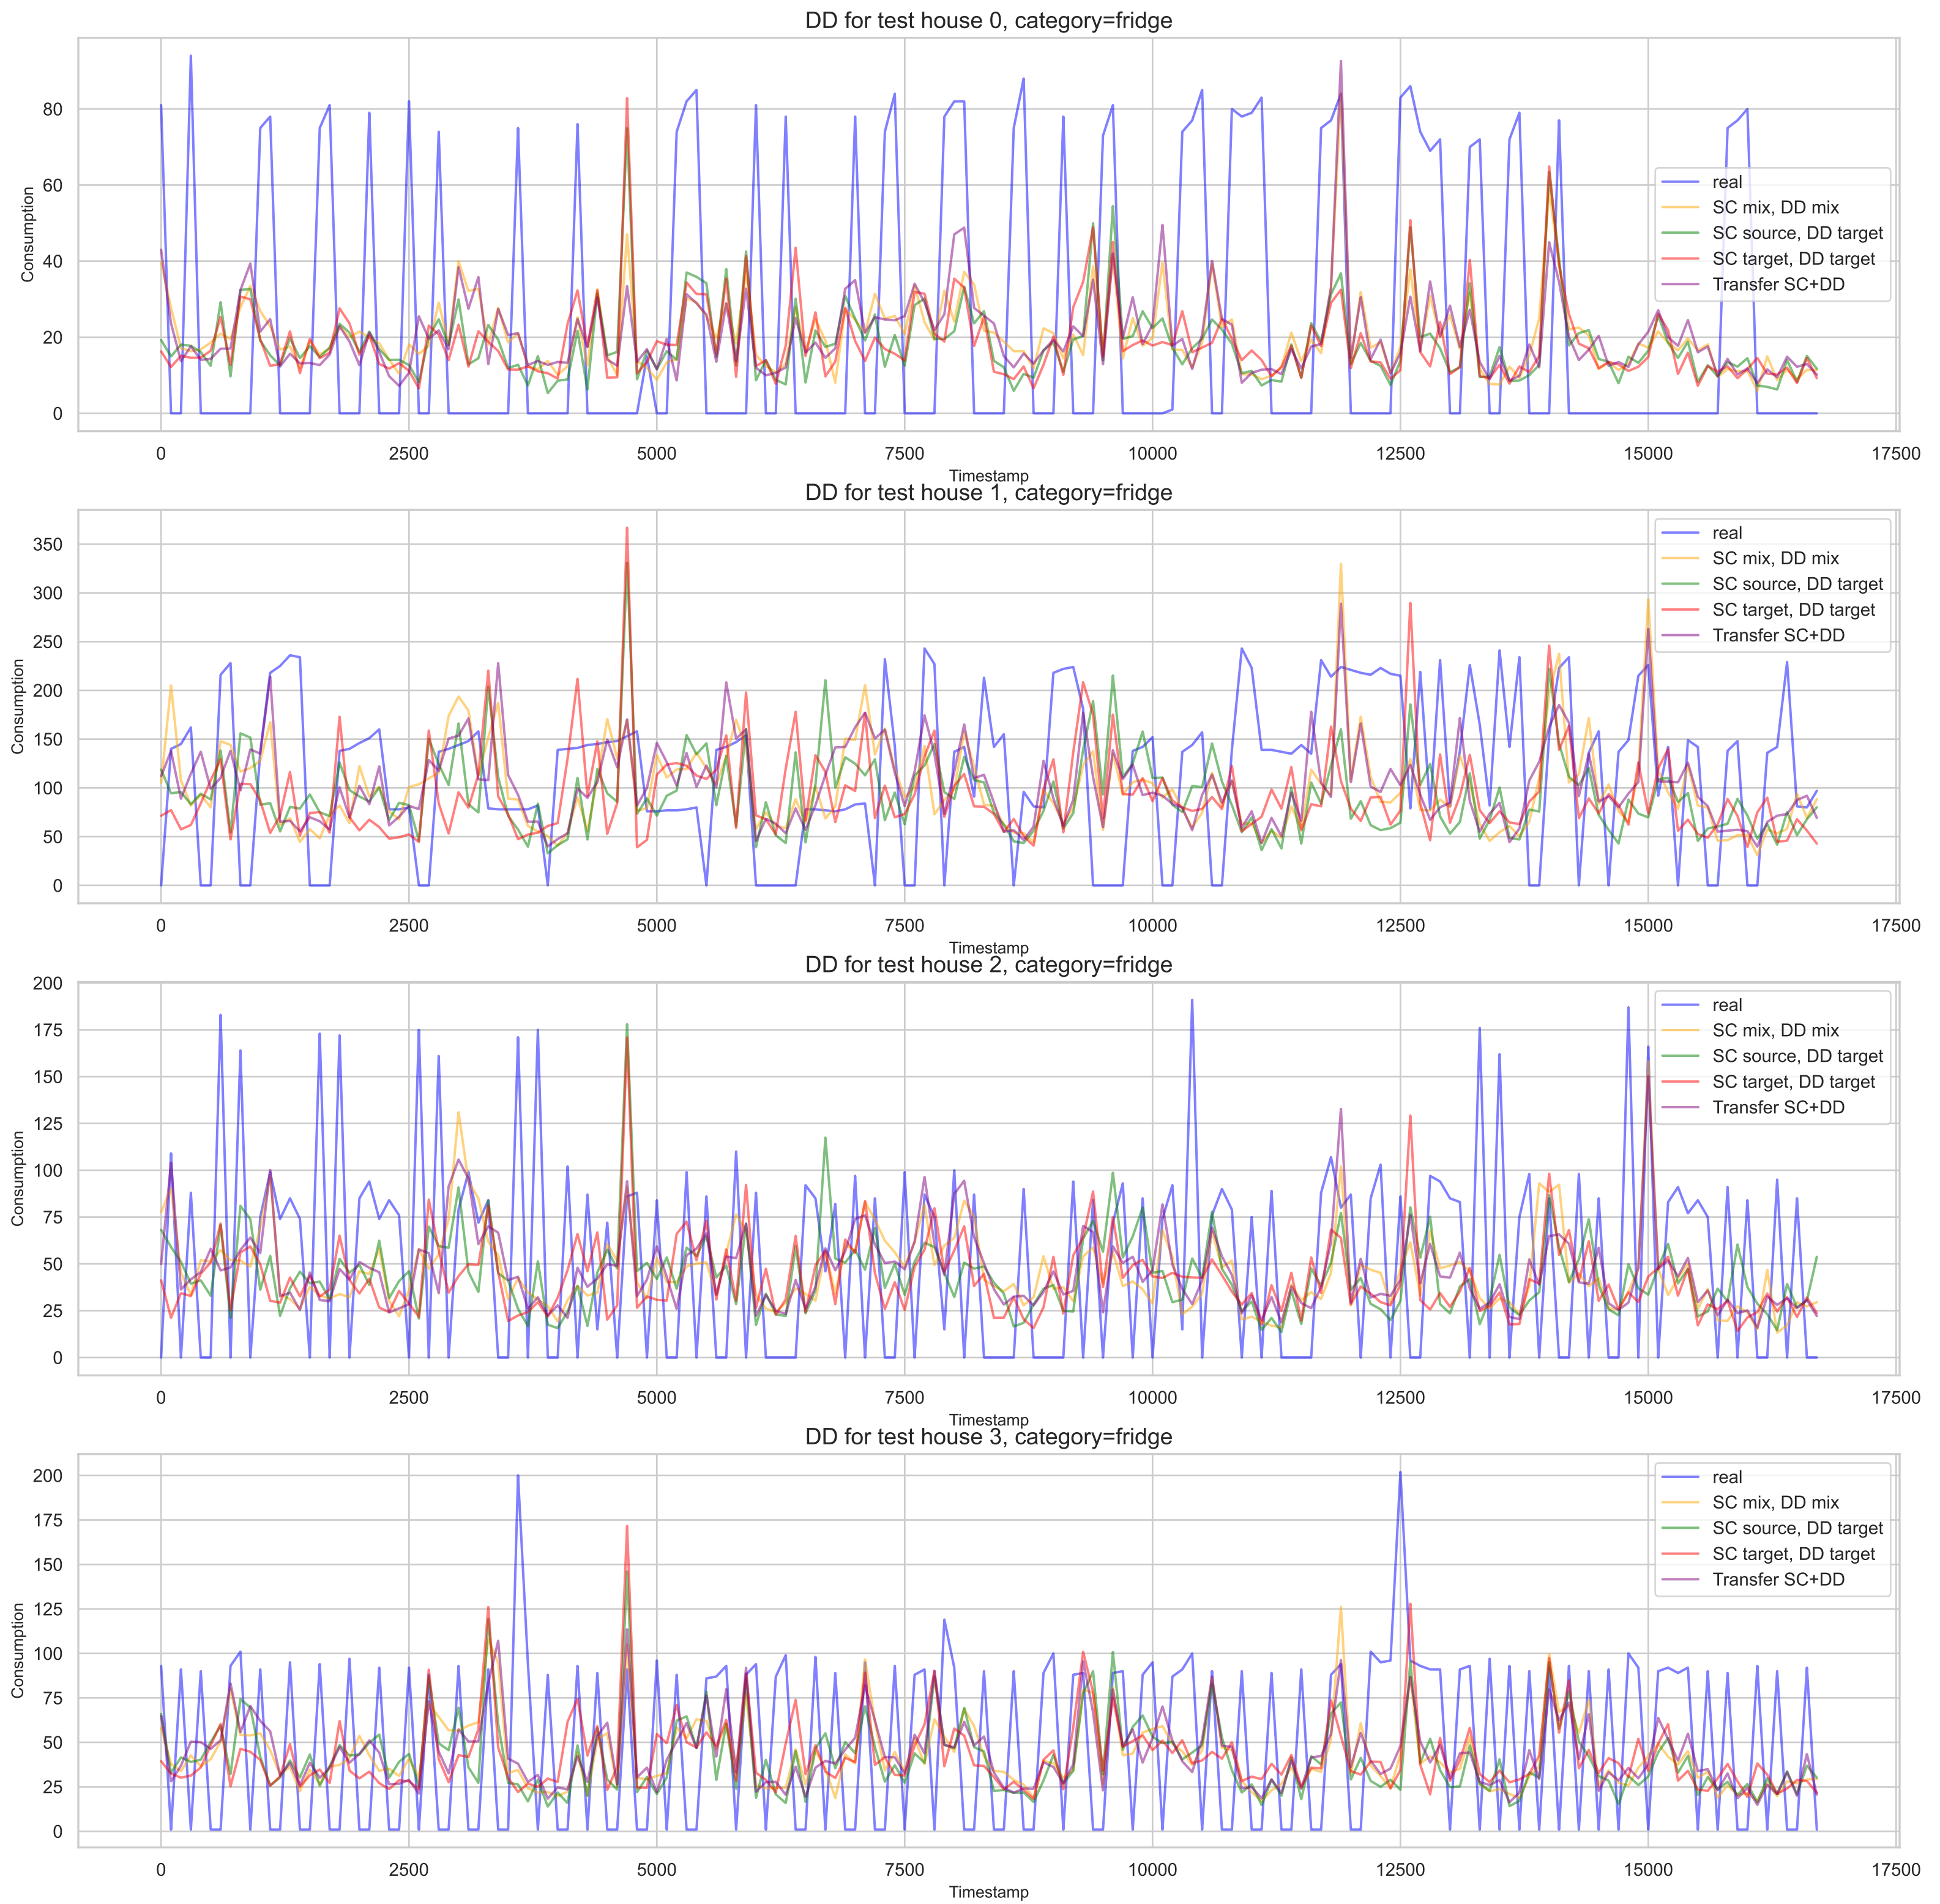 DD for test house 0, category=fridge
Consumption
80
60
40
20
0
real
SC mix, DD mix
SC source, DD target
SC target, DD target
Transfer SC+DD
0 2500 5000 7500 10000 12500 15000 17500
Timestamp
DD for test house 1, category=fridge
Consumption
350
300
250
200
150
100
50
0
real
SC mix, DD mix
SC source, DD target
SC target, DD target
Transfer SC+DD
0 2500 5000 7500 10000 12500 15000 17500
Timestamp
DD for test house 2, category=fridge
Consumption
200
175
150
125
100
75
50
25
0
real
SC mix, DD mix
SC source, DD target
SC target, DD target
Transfer SC+DD
0 2500 5000 7500 10000 12500 15000 17500
Timestamp
DD for test house 3, category=fridge
Consumption
200
175
150
125
100
75
50
25
0
real
SC mix, DD mix
SC source, DD target
SC target, DD target
Transfer SC+DD
0 2500 5000 7500 10000 12500 15000 17500
Timestamp